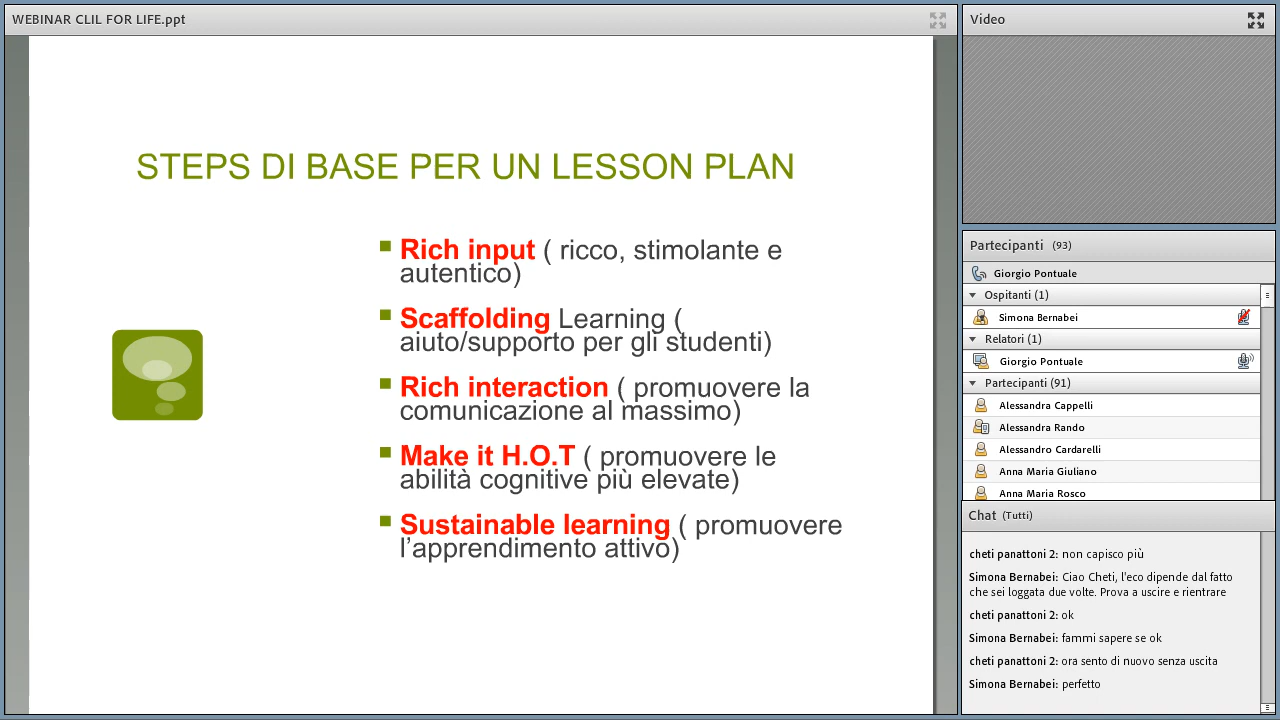 WEBINAR CLIL FOR LIFE.ppt
STEPS DI BASE PER UN LESSON PLAN
Rich input ( ricco, stimolante e
autentico)
Scaffolding Learning (
aiuto/supporto per gli studenti)
Rich interaction ( promuovere la
comunicazione al massimo)
Make it H.O.T ( promuovere le
abilità cognitive più elevate)
Sustainable learning ( promuovere
l’apprendimento attivo)
Video
Partecipanti (93)
Giorgio Pontuale
Ospitanti (1)
Simona Bernabei
Relatori (1)
Giorgio Pontuale
Partecipanti (91)
Alessandra Cappelli
Alessandra Rando
Alessandro Cardarelli
Anna Maria Giuliano
Anna Maria Rosco
Chat (Tutti)
cheti panattoni 2: non capisco più
Simona Bernabei: Ciao Cheti, l'eco dipende dal fatto
che sei loggata due volte. Prova a uscire e rientrare
cheti panattoni 2: ok
Simona Bernabei: fammi sapere se ok
cheti panattoni 2: ora sento di nuovo senza uscita
Simona Bernabei: perfetto